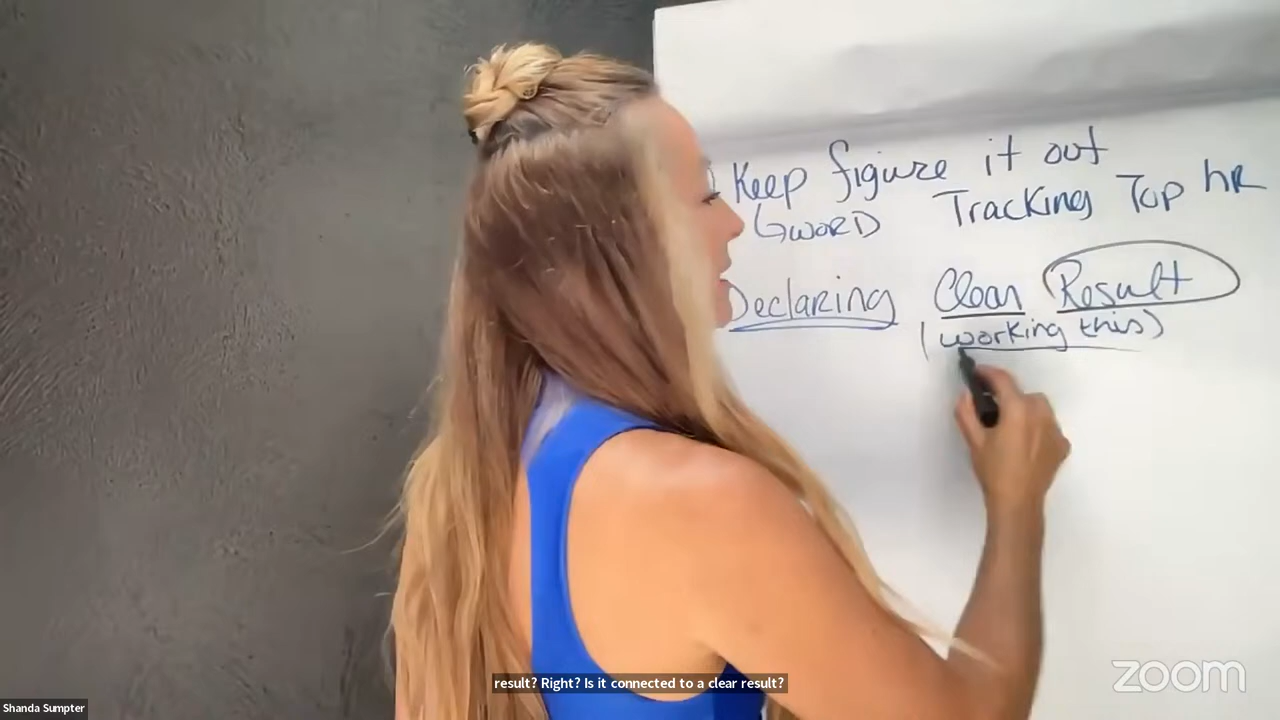 Keep figure it out
↳WORD Tracking Top hr
Declaring Clear Result
(working this)
result? Right? Is it connected to a clear result?
Shanda Sumpter
zoom